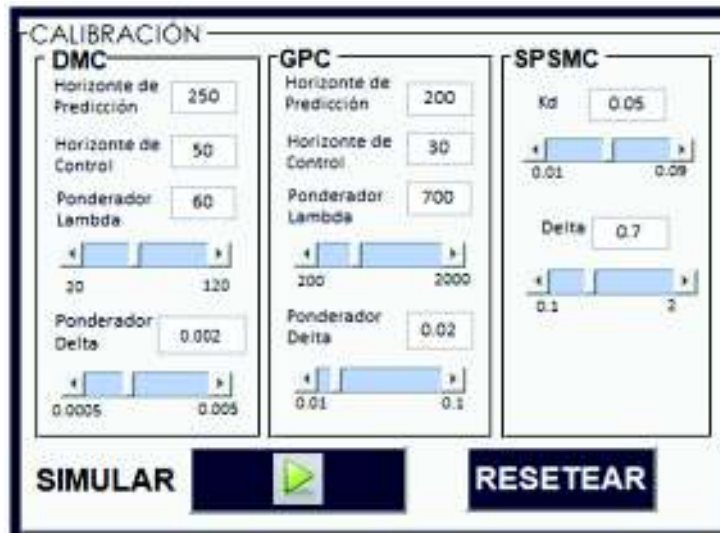 CALIBRACIÓN
DMC
Horizonte de
Predicción
250
Horizonte de
Control
50
Ponderador
Lambda
60
20
120
Ponderador
Delta
0.002
0.0005
0.005
GPC
Horizonte de
Predicción
200
Horizonte de
Control
30
Ponderador
Lambda
700
200
2000
Ponderador
Delta
0.02
0.01
0.1
SPSMC
Kd
0.05
0.01
0.09
Delta
0.7
0.1
2
SIMULAR
RESETEAR